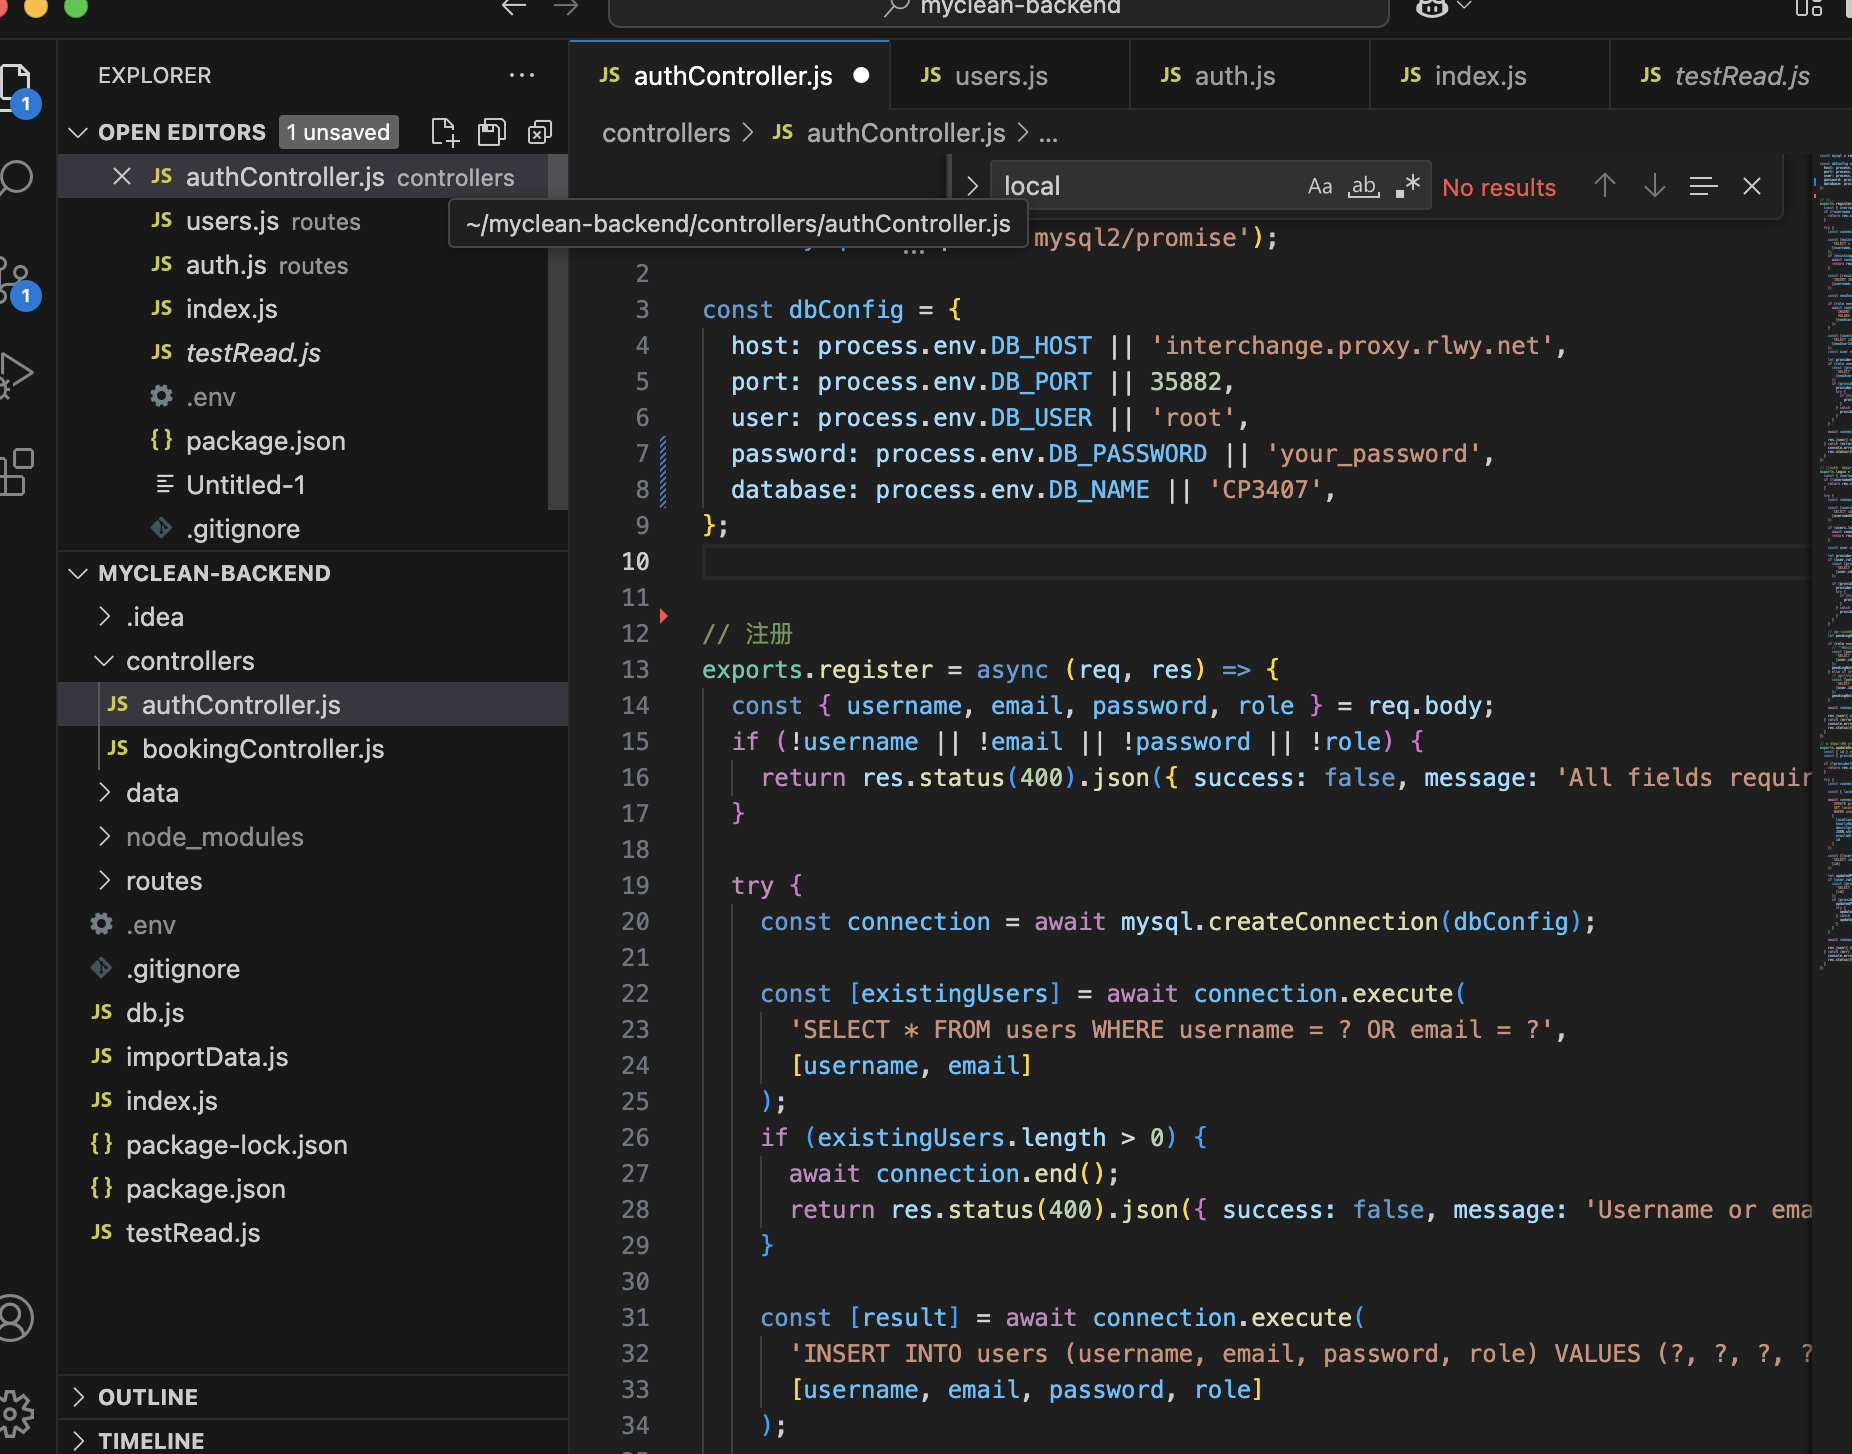 myclean-backend
EXPLORER
OPEN EDITORS 1 unsaved
authController.js controllers
users.js routes
auth.js routes
index.js
testRead.js
.env
package.json
Untitled-1
.gitignore
MYCLEAN-BACKEND
.idea
controllers
JS authController.js
JS bookingController.js
data
node_modules
routes
.env
.gitignore
JS db.js
JS importData.js
JS index.js
{} package-lock.json
{} package.json
JS testRead.js
OUTLINE
TIMELINE
1
1
JS authController.js
JS users.js
JS auth.js
JS index.js
JS testRead.js
controllers > JS authController.js > ...
local
Aa ab .*
No results
~/myclean-backend/controllers/authController.js
mysql2/promise');
2
3 const dbConfig = {
4 host: process.env.DB_HOST || 'interchange.proxy.rlwy.net',
5 port: process.env.DB_PORT || 35882,
6 user: process.env.DB_USER || 'root',
7 password: process.env.DB_PASSWORD || 'your_password',
8 database: process.env.DB_NAME || 'CP3407',
9 };
10
11
12 // 注册
13 exports.register = async (req, res) => {
14 const { username, email, password, role } = req.body;
15 if (!username || !email || !password || !role) {
16 return res.status(400).json({ success: false, message: 'All fields requir
17 }
18
19 try {
20 const connection = await mysql.createConnection(dbConfig);
21
22 const [existingUsers] = await connection.execute(
23 'SELECT * FROM users WHERE username = ? OR email = ?',
24 [username, email]
25 );
26 if (existingUsers.length > 0) {
27 await connection.end();
28 return res.status(400).json({ success: false, message: 'Username or ema
29 }
30
31 const [result] = await connection.execute(
32 'INSERT INTO users (username, email, password, role) VALUES (?, ?, ?, ?
33 [username, email, password, role]
34 );